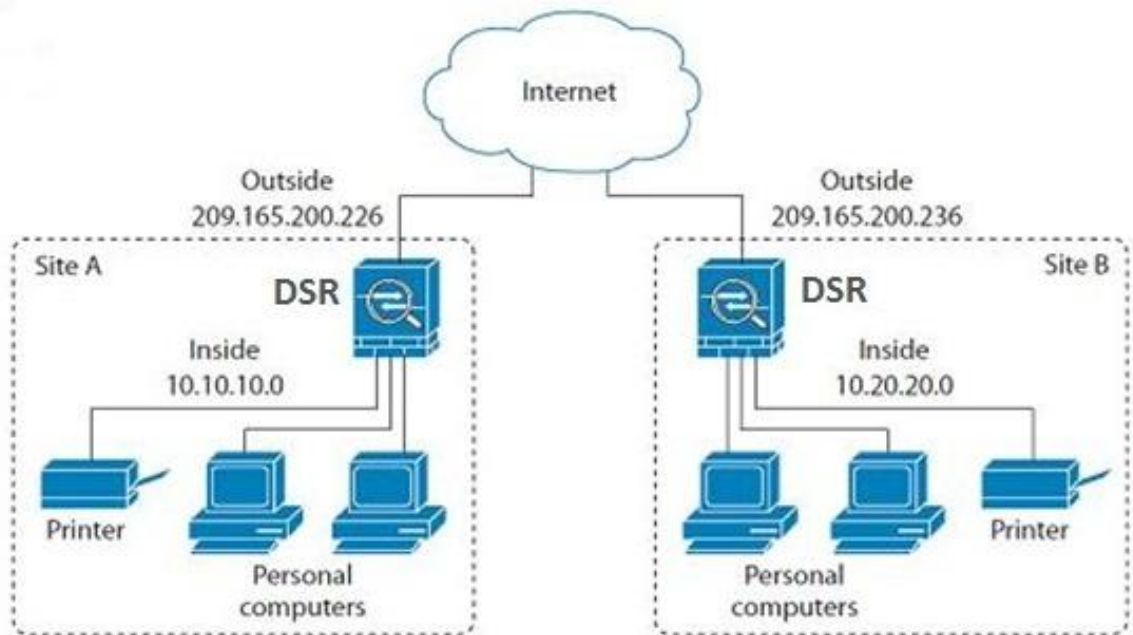 Internet
Outside
209.165.200.226
Outside
209.165.200.236
Site A
DSR
Inside
10.10.10.0
Printer
Personal
computers
Site B
DSR
Inside
10.20.20.0
Personal
computers
Printer